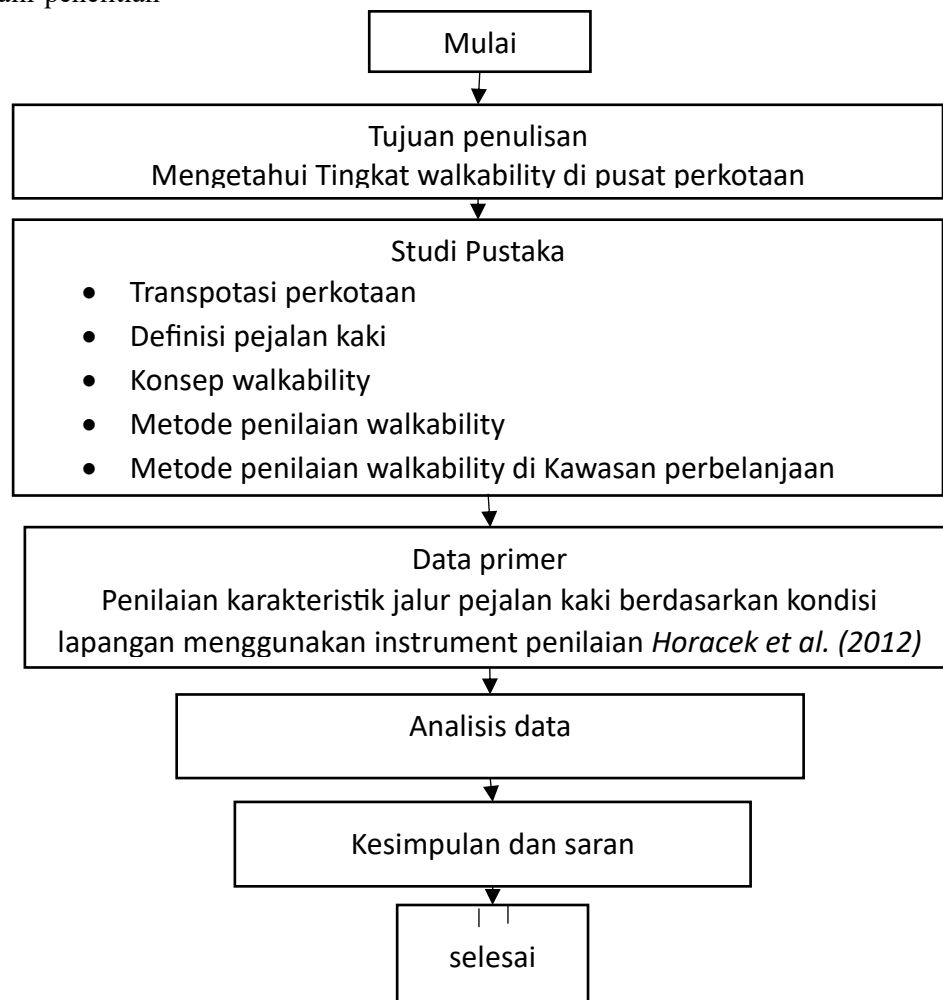 Mulai
Tujuan penulisan
Mengetahui Tingkat walkability di pusat perkotaan
Studi Pustaka
• Transpotasi perkotaan
• Definisi pejalan kaki
• Konsep walkability
• Metode penilaian walkability
• Metode penilaian walkability di Kawasan perbelanjaan
Data primer
Penilaian karakteristik jalur pejalan kaki berdasarkan kondisi
lapangan menggunakan instrument penilaian Horacek et al. (2012)
Analisis data
Kesimpulan dan saran
selesai